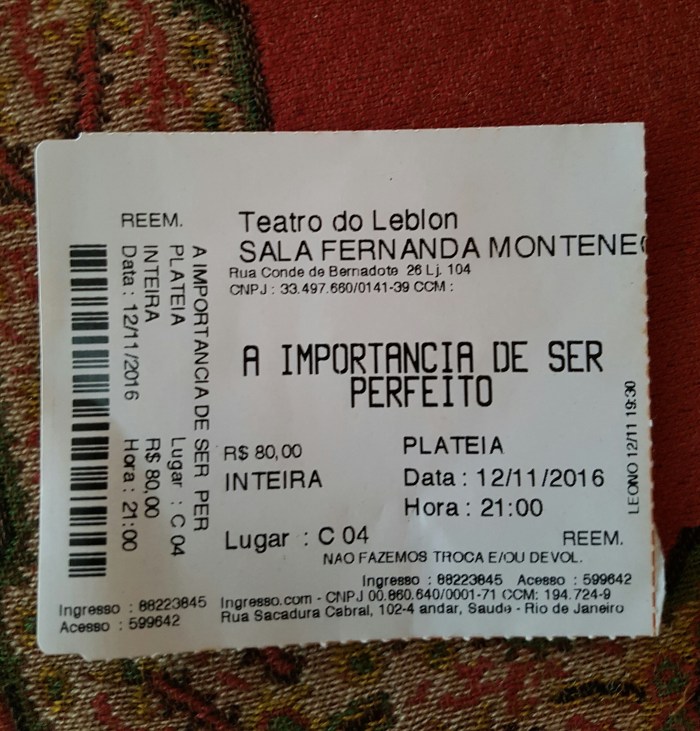 REEM.
A IMPORTANCIA DE SER PER
PLATEIA Lugar : C 04
INTEIRA R$ 80,00
Data : 12/11/2016 Hora : 21:00
Ingresso : 88223845
Acesso : 599642
Teatro do Leblon
SALA FERNANDA MONTENE
Rua Conde de Bernadote 26 Lj. 104
CNPJ : 33.497.660/0141-39 CCM :
A IMPORTANCIA DE SER
PERFEITO
R$ 80,00 PLATEIA
INTEIRA Data : 12/11/2016
Hora : 21:00
Lugar : C 04 REEM.
NAO FAZEMOS TROCA E/OU DEVOL.
Ingresso : 88223845 Acesso : 599642
Ingresso.com - CNPJ 00.860.640/0001-71 CCM: 194.724-9
Rua Sacadura Cabral, 102-4 andar, Saude - Rio de Janeiro
LEONO 12/11 19:30